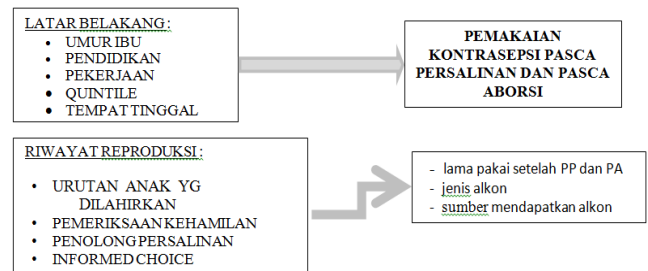 LATAR BELAKANG:
• UMUR IBU
• PENDIDIKAN
• PEKERJAAN
• QUINTILE
• TEMPAT TINGGAL
PEMAKAIAN
KONTRASEPSI PASCA
PERSALINAN DAN PASCA
ABORSI
RIWAYAT REPRODUKSI:
• URUTAN ANAK YG
DILAHIRKAN
• PEMERIKSAAN KEHAMILAN
• PENOLONG PERSALINAN
• INFORMED CHOICE
- lama pakai setelah PP dan PA
- jenis alkon
- sumber mendapatkan alkon